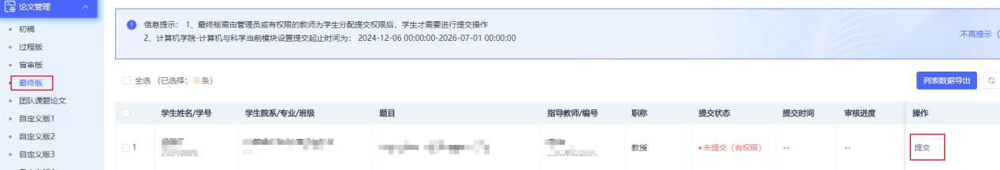 论文管理
初稿
过程版
盲审版
最终版
团队课题论文
自定义版1
自定义版2
自定义版3
信息提示： 1、最终版需由管理员或有权限的教师为学生分配提交权限后，学生才需要进行提交操作
2、计算机学院-计算机与科学当前模块设置提交起止时间为： 2024-12-06 00:00:00-2026-07-01 00:00:00
不再提示
全选 （已选择： 0 条）
列表数据导出
学生姓名/学号 学生院系/专业/班级 题目 指导教师/编号 职称 提交状态 提交时间 审核进度 操作
1 教授 未提交（有权限） -- -- 提交